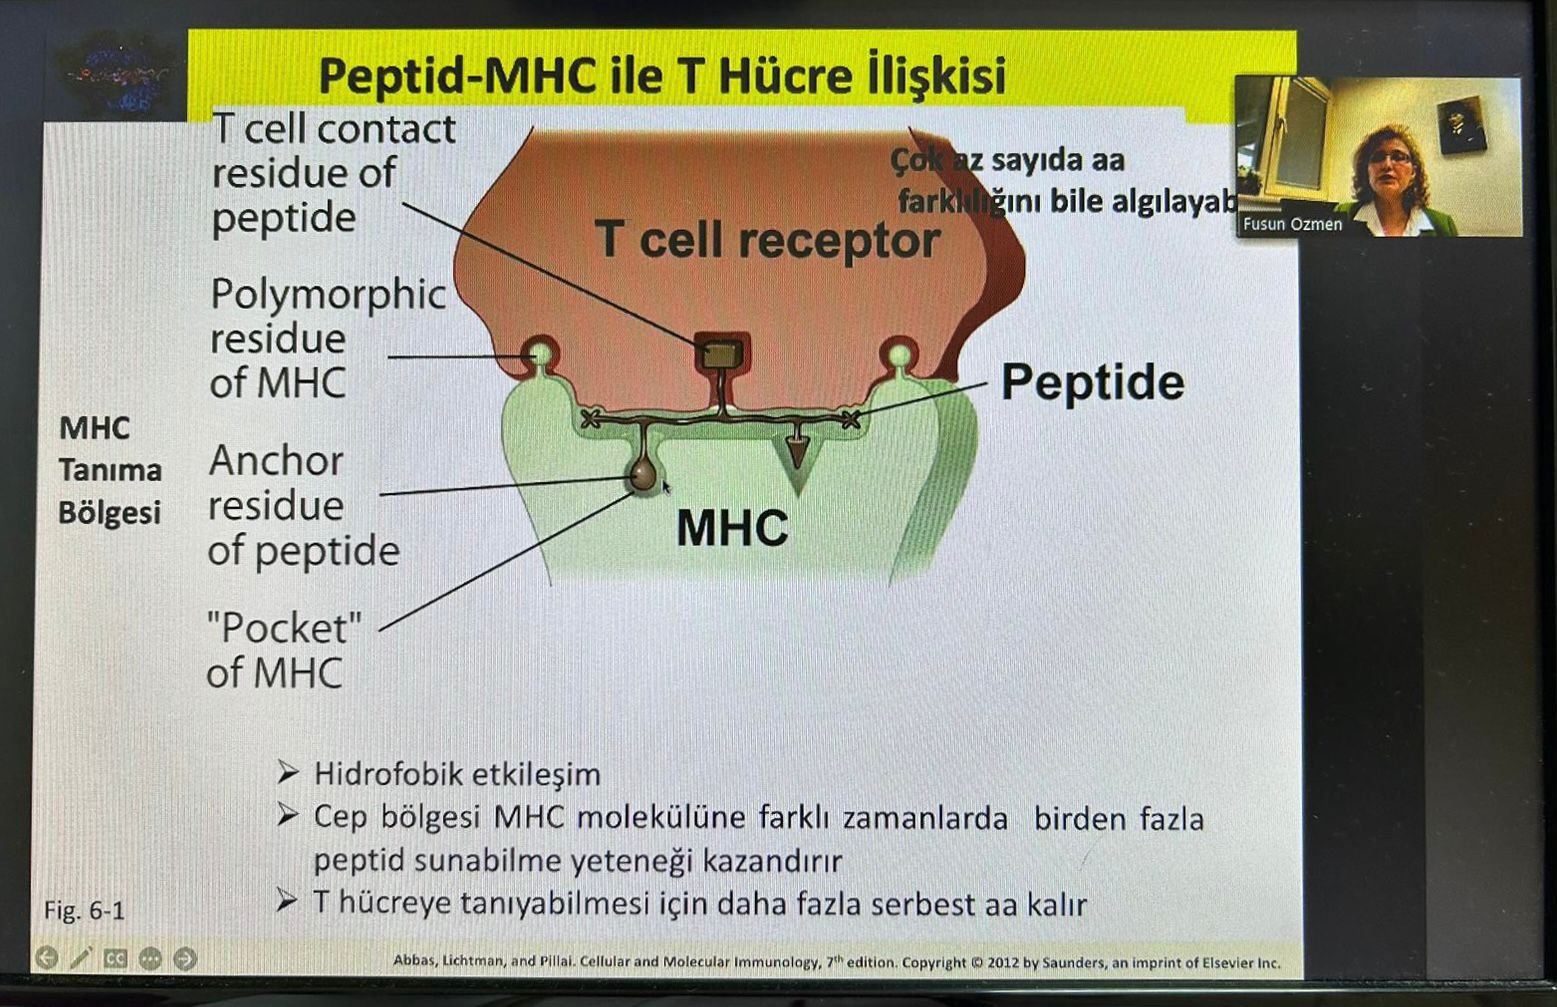 Peptid-MHC ile T Hücre İlişkisi
T cell contact
residue of
peptide
Çok az sayıda aa
farklılığını bile algılayab
Fusun Ozmen
T cell receptor
Polymorphic
residue
of MHC
Peptide
MHC
Tanıma
Bölgesi
Anchor
residue
of peptide
MHC
"Pocket"
of MHC
➢ Hidrofobik etkileşim
➢ Cep bölgesi MHC molekülüne farklı zamanlarda birden fazla
peptid sunabilme yeteneği kazandırır
➢ T hücreye tanıyabilmesi için daha fazla serbest aa kalır
Fig. 6-1
CC
Abbas, Lichtman, and Pillai. Cellular and Molecular Immunology, 7th edition. Copyright © 2012 by Saunders, an imprint of Elsevier Inc.